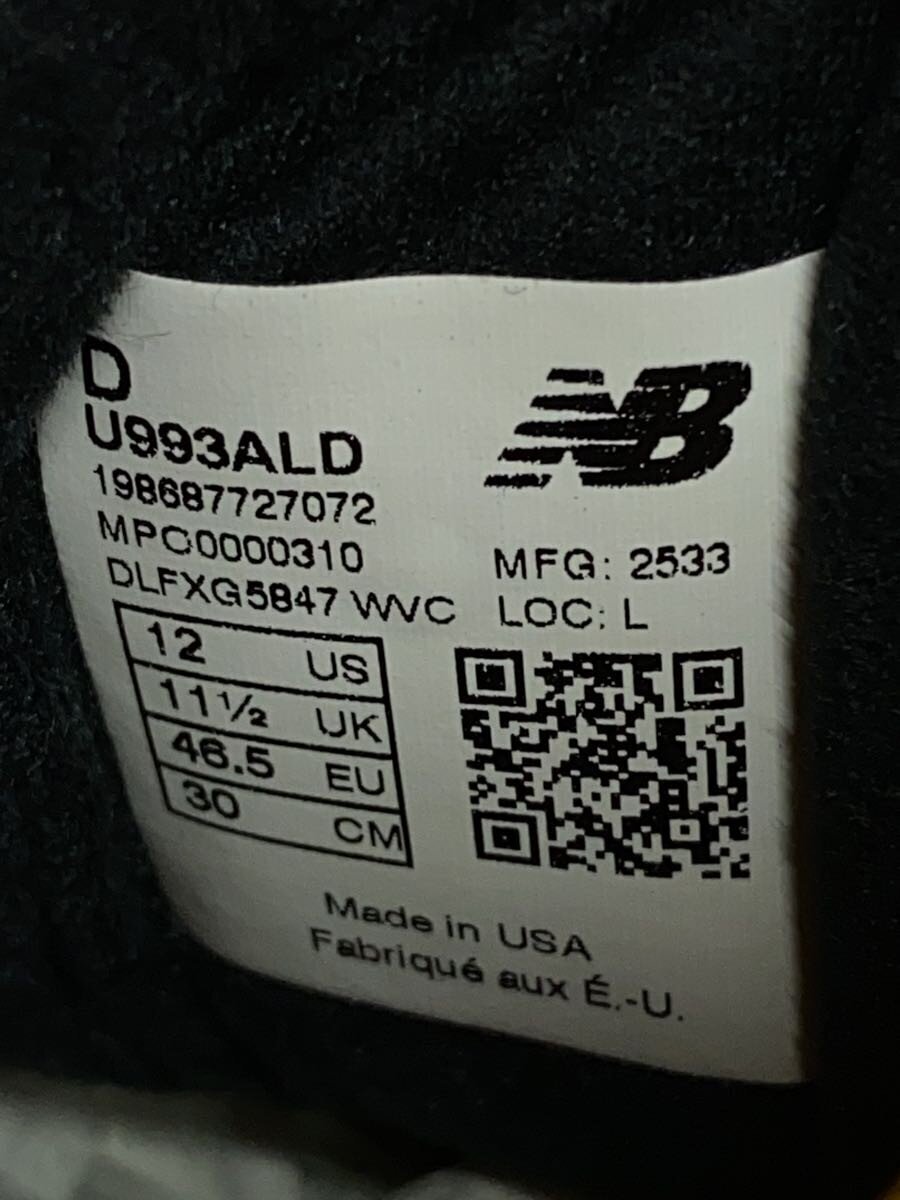 D
U993ALD
198687727072
MPC0000310
DLFXG5847 WVC
NB
MFG: 2533
LOC: L
12 US
11½ UK
46.5 EU
30 CM
Made in USA
Fabriqué aux É.-U.